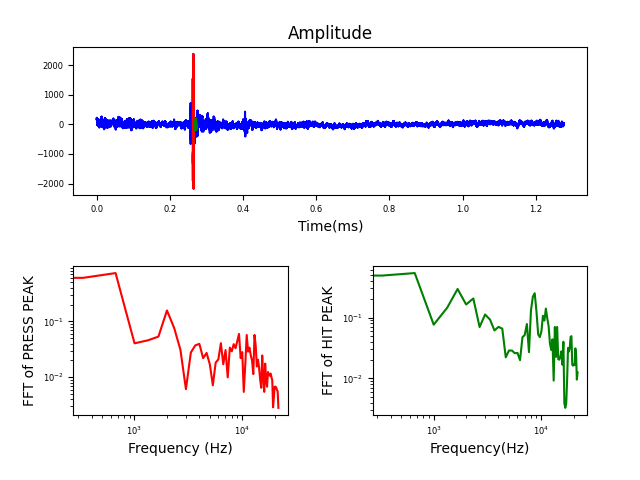 Amplitude
2000
1000
0
−1000
−2000
0.0 0.2 0.4 0.6 0.8 1.0 1.2
Time(ms)
FFT of PRESS PEAK
10⁻¹
10⁻²
10³ 10⁴
Frequency (Hz)
FFT of HIT PEAK
10⁻¹
10⁻²
10³ 10⁴
Frequency(Hz)